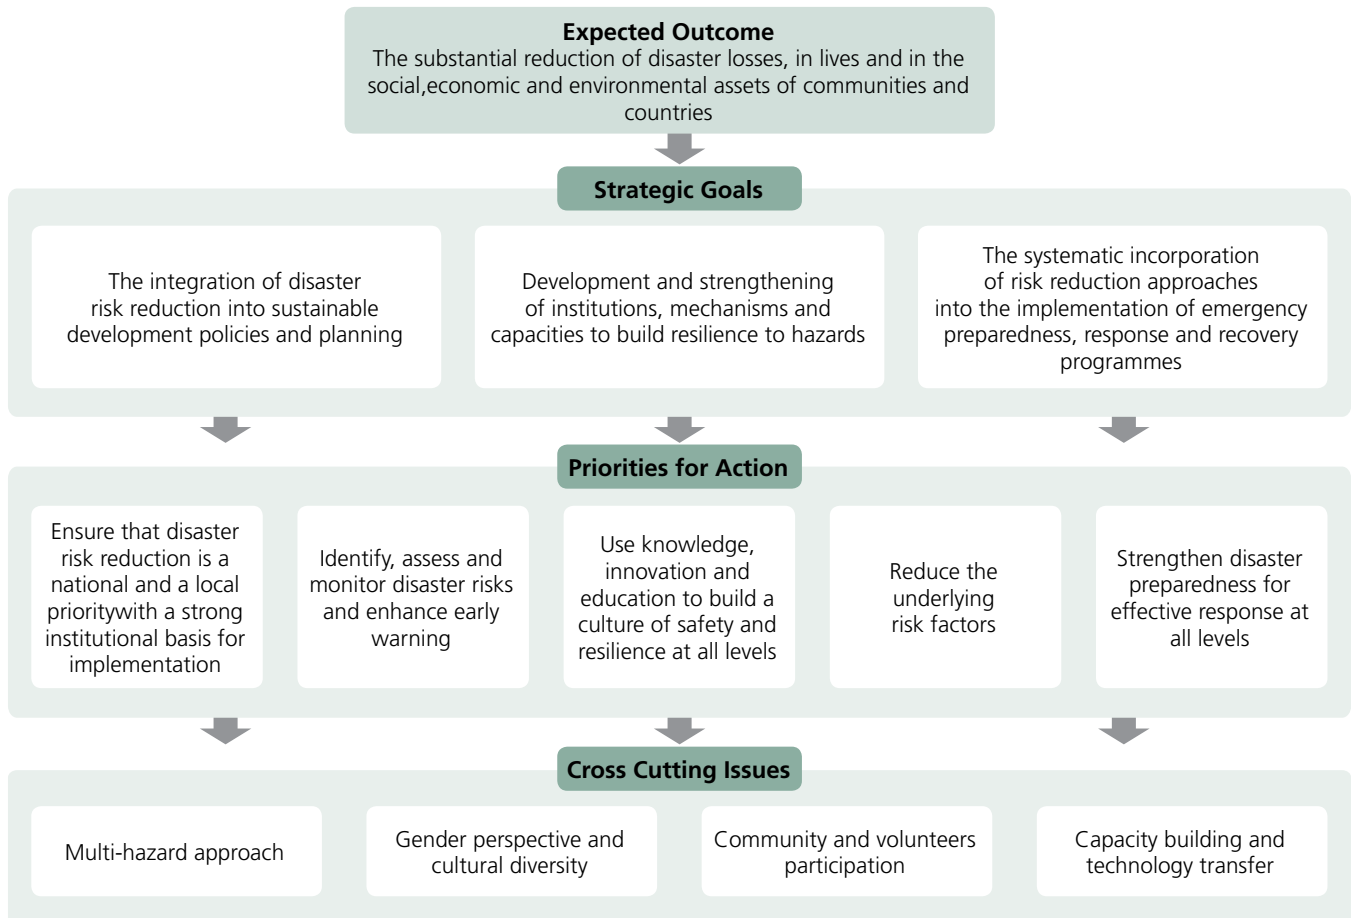 Expected Outcome
The substantial reduction of disaster losses, in lives and in the
social,economic and environmental assets of communities and
countries
Strategic Goals
The integration of disaster
risk reduction into sustainable
development policies and planning
Development and strengthening
of institutions, mechanisms and
capacities to build resilience to hazards
The systematic incorporation
of risk reduction approaches
into the implementation of emergency
preparedness, response and recovery
programmes
Priorities for Action
Ensure that disaster
risk reduction is a
national and a local
prioritywith a strong
institutional basis for
implementation
Identify, assess and
monitor disaster risks
and enhance early
warning
Use knowledge,
innovation and
education to build a
culture of safety and
resilience at all levels
Reduce the
underlying
risk factors
Strengthen disaster
preparedness for
effective response at
all levels
Cross Cutting Issues
Multi-hazard approach
Gender perspective and
cultural diversity
Community and volunteers
participation
Capacity building and
technology transfer